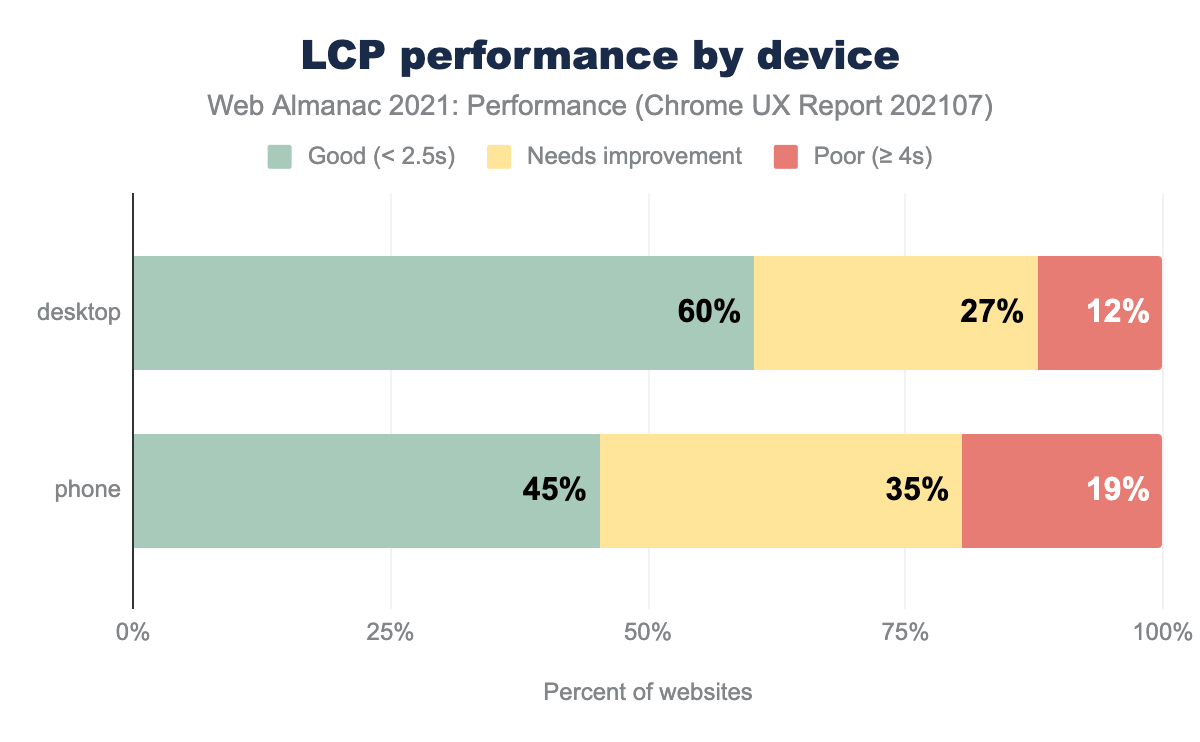 LCP performance by device
Web Almanac 2021: Performance (Chrome UX Report 202107)
Good (< 2.5s) Needs improvement Poor (≥ 4s)
desktop 60% 27% 12%
phone 45% 35% 19%
0% 25% 50% 75% 100%
Percent of websites